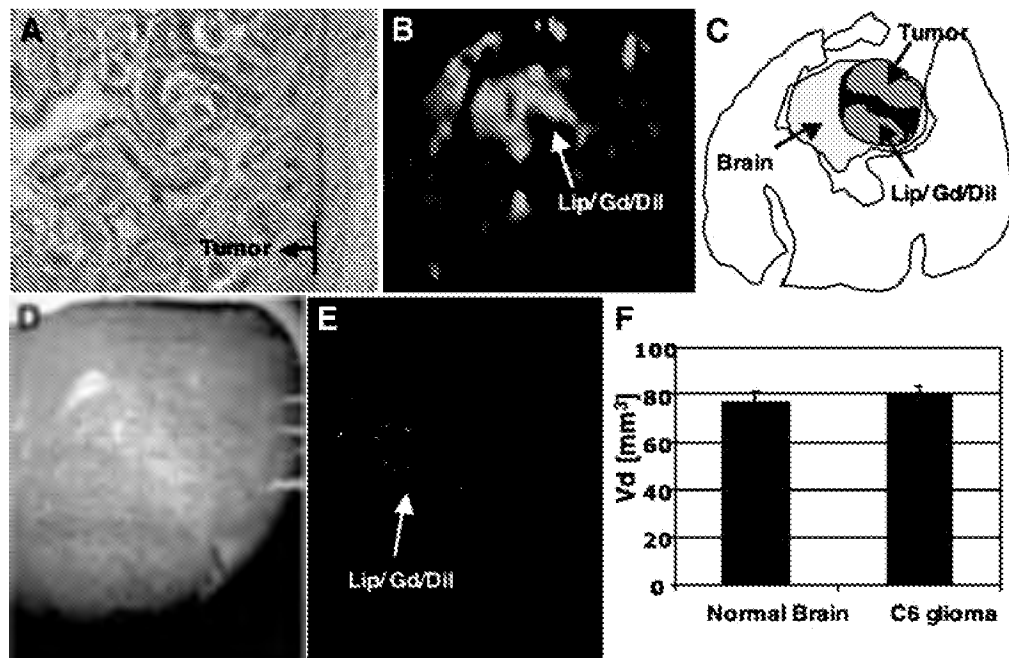 A
Tumor
B
Lip/Gd/DiI
C
Tumor
Brain
Lip/Gd/DiI
D
E
Lip/Gd/DiI
F
100
80
60
40
20
0
Vd [mm³]
Normal Brain
C6 glioma